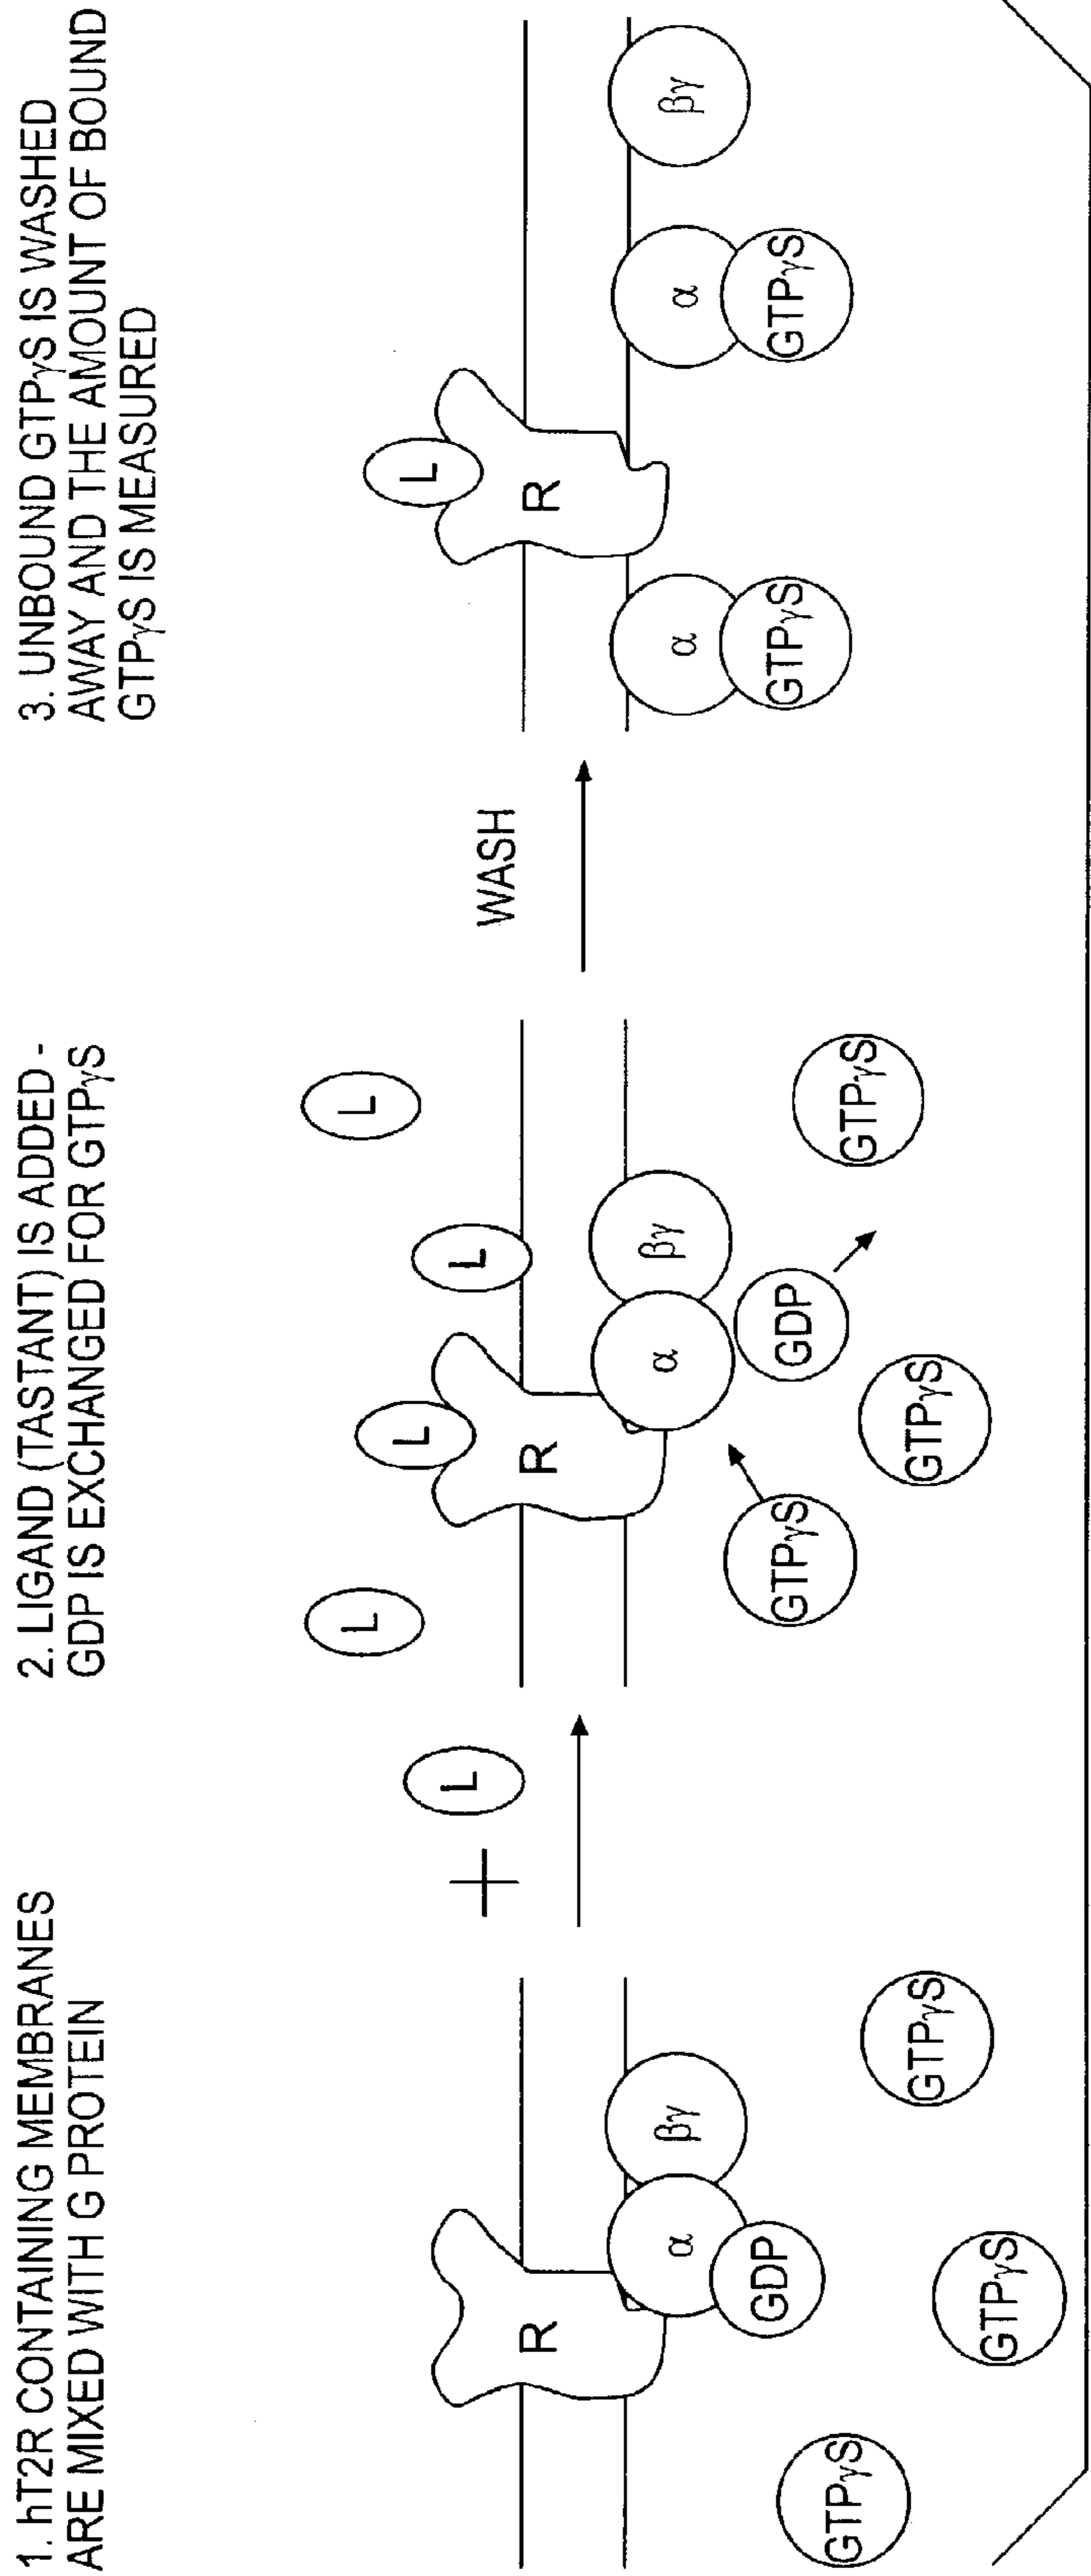 1. hT2R CONTAINING MEMBRANES
ARE MIXED WITH G PROTEIN
R
α
βγ
GDP
GTPγS
GTPγS
GTPγS
L
2. LIGAND (TASTANT) IS ADDED -
GDP IS EXCHANGED FOR GTPγS
L
L
L
L
R
α
βγ
GTPγS
GDP
GTPγS
GTPγS
WASH
3. UNBOUND GTPγS IS WASHED
AWAY AND THE AMOUNT OF BOUND
GTPγS IS MEASURED
L
R
α
α
βγ
GTPγS
GTPγS